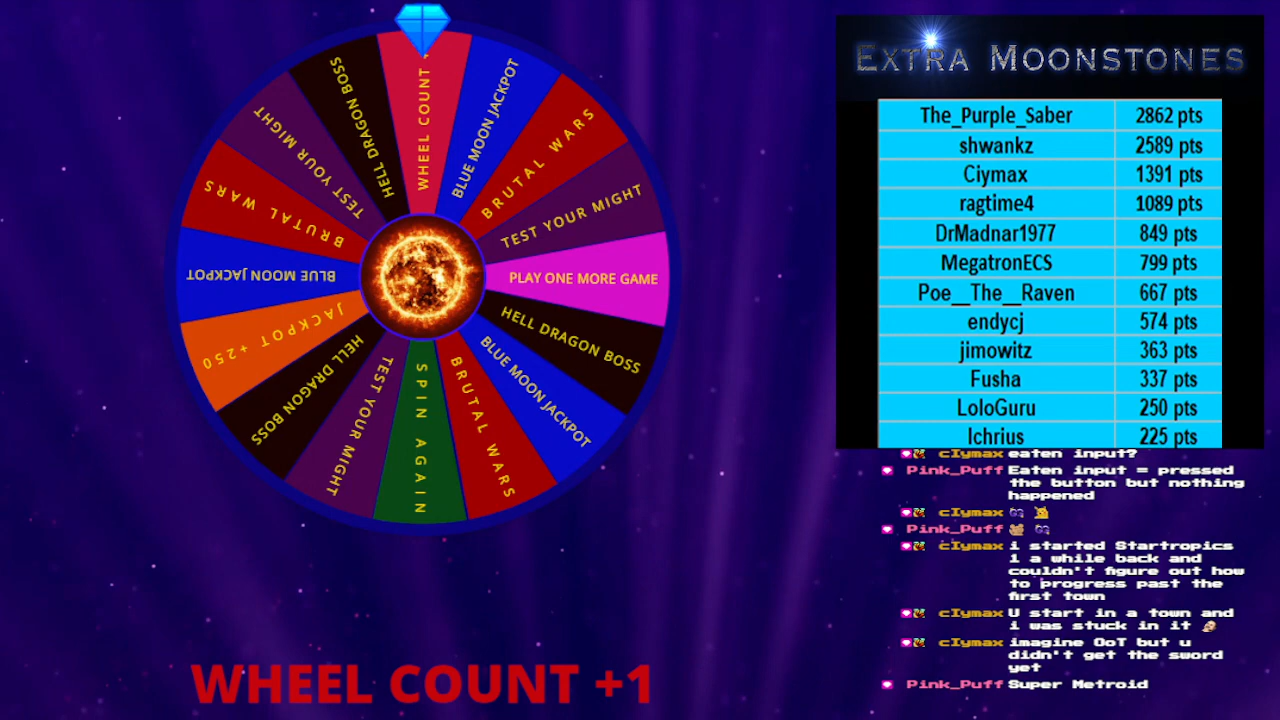 WHEEL COUNT
BLUE MOON JACKPOT
BRUTAL WARS
TEST YOUR MIGHT
PLAY ONE MORE GAME
HELL DRAGON BOSS
BLUE MOON JACKPOT
BRUTAL WARS
SPIN AGAIN
TEST YOUR MIGHT
HELL DRAGON BOSS
JACKPOT +250
BLUE MOON JACKPOT
BRUTAL WARS
TEST YOUR MIGHT
HELL DRAGON BOSS
WHEEL COUNT +1
EXTRA MOONSTONES
The_Purple_Saber 2862 pts
shwankz 2589 pts
Ciymax 1391 pts
ragtime4 1089 pts
DrMadnar1977 849 pts
MegatronECS 799 pts
Poe__The__Raven 667 pts
endycj 574 pts
jimowitz 363 pts
Fusha 337 pts
LoloGuru 250 pts
Ichrius 225 pts
cIymax eaten input?
Pink_Puff Eaten input = pressed
the button but nothing
happened
cIymax
Pink_Puff
cIymax i started Startropics
1 a while back and
couldn't figure out how
to progress past the
first town
cIymax U start in a town and
i was stuck in it
cIymax imagine OoT but u
didn't get the sword
yet
Pink_Puff Super Metroid